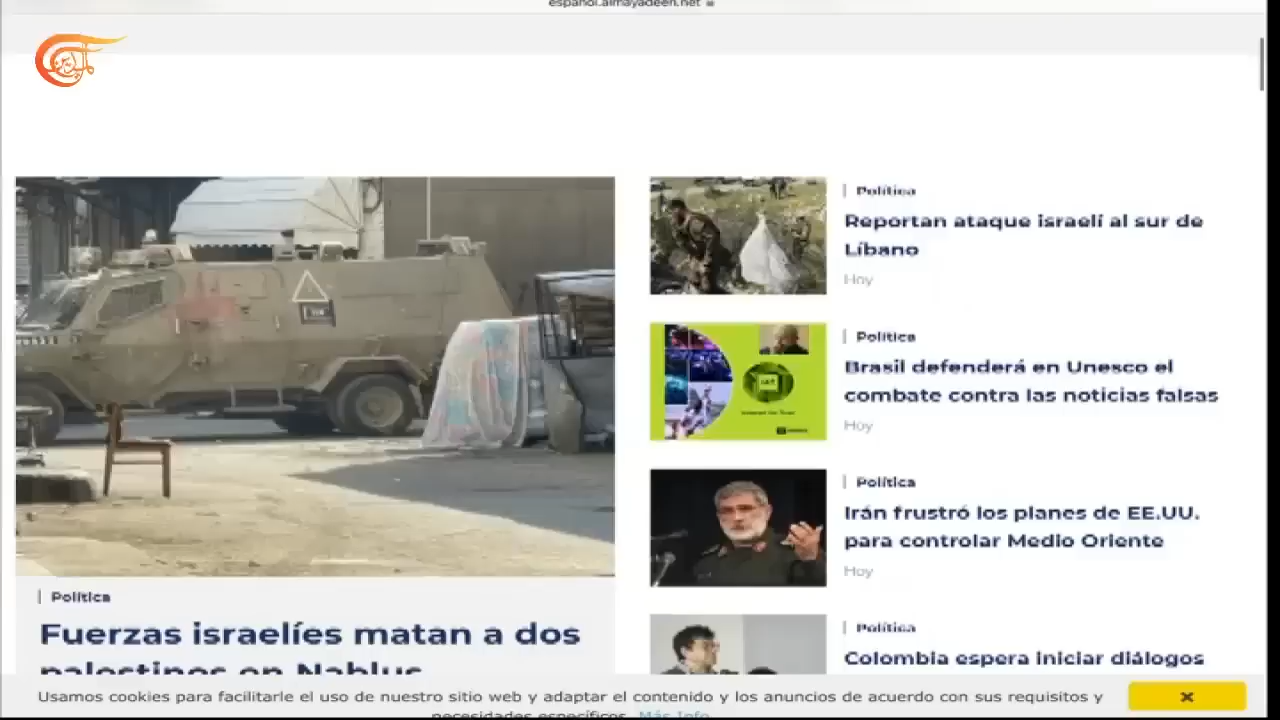 espanol.almayadeen.net
الميادين
Política
Reportan ataque israelí al sur de
Líbano
Hoy
Política
Brasil defenderá en Unesco el
combate contra las noticias falsas
Hoy
Política
Irán frustró los planes de EE.UU.
para controlar Medio Oriente
Hoy
Política
Colombia espera iniciar diálogos
Política
Fuerzas israelíes matan a dos
palestinos en Nablus
Usamos cookies para facilitarle el uso de nuestro sitio web y adaptar el contenido y los anuncios de acuerdo con sus requisitos y
necesidades específicos. Más Info